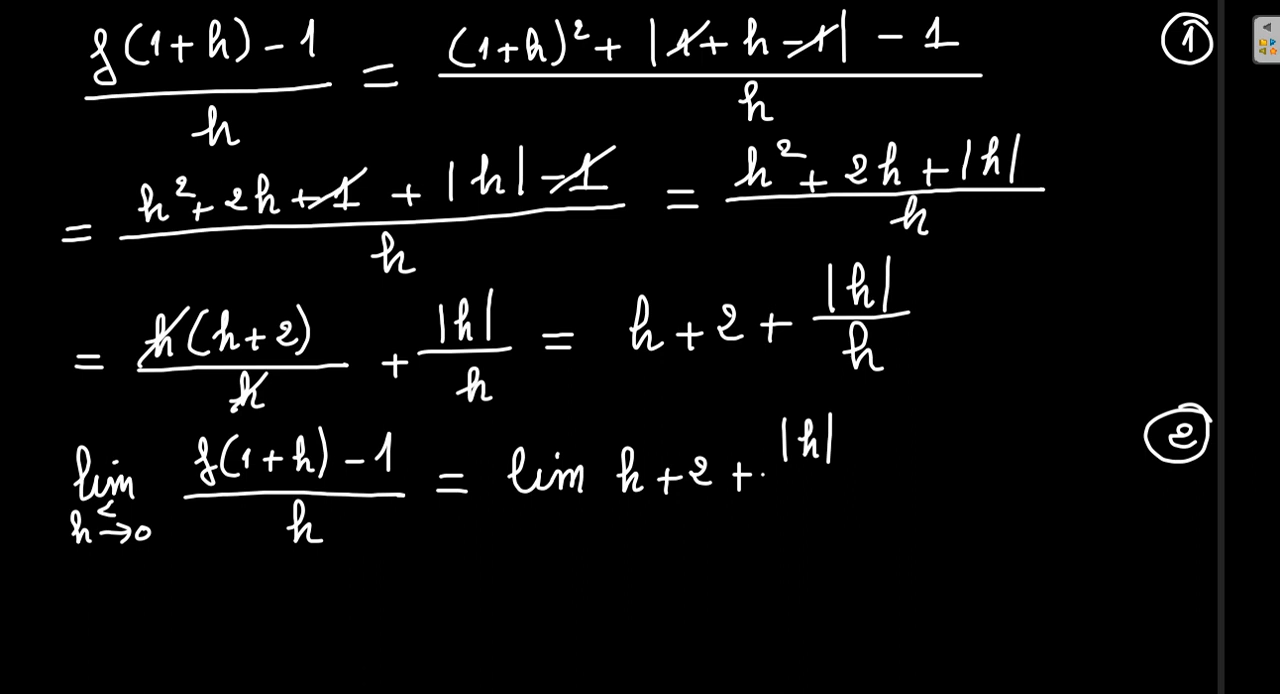 (f(1+h) - 1)/h = ((1+h)² + |1 + h - 1| - 1)/h ①
= (h² + 2h + 1 + |h| - 1)/h = (h² + 2h + |h|)/h
= h(h+2)/h + |h|/h = h + 2 + |h|/h
lim h→0 < (f(1+h) - 1)/h = lim h + 2 + |h| ②